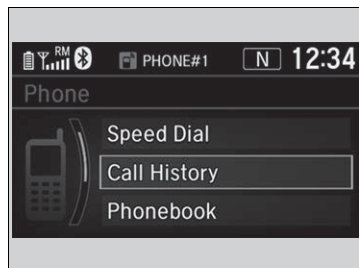 RM PHONE#1 N 12:34
Phone
Speed Dial
Call History
Phonebook